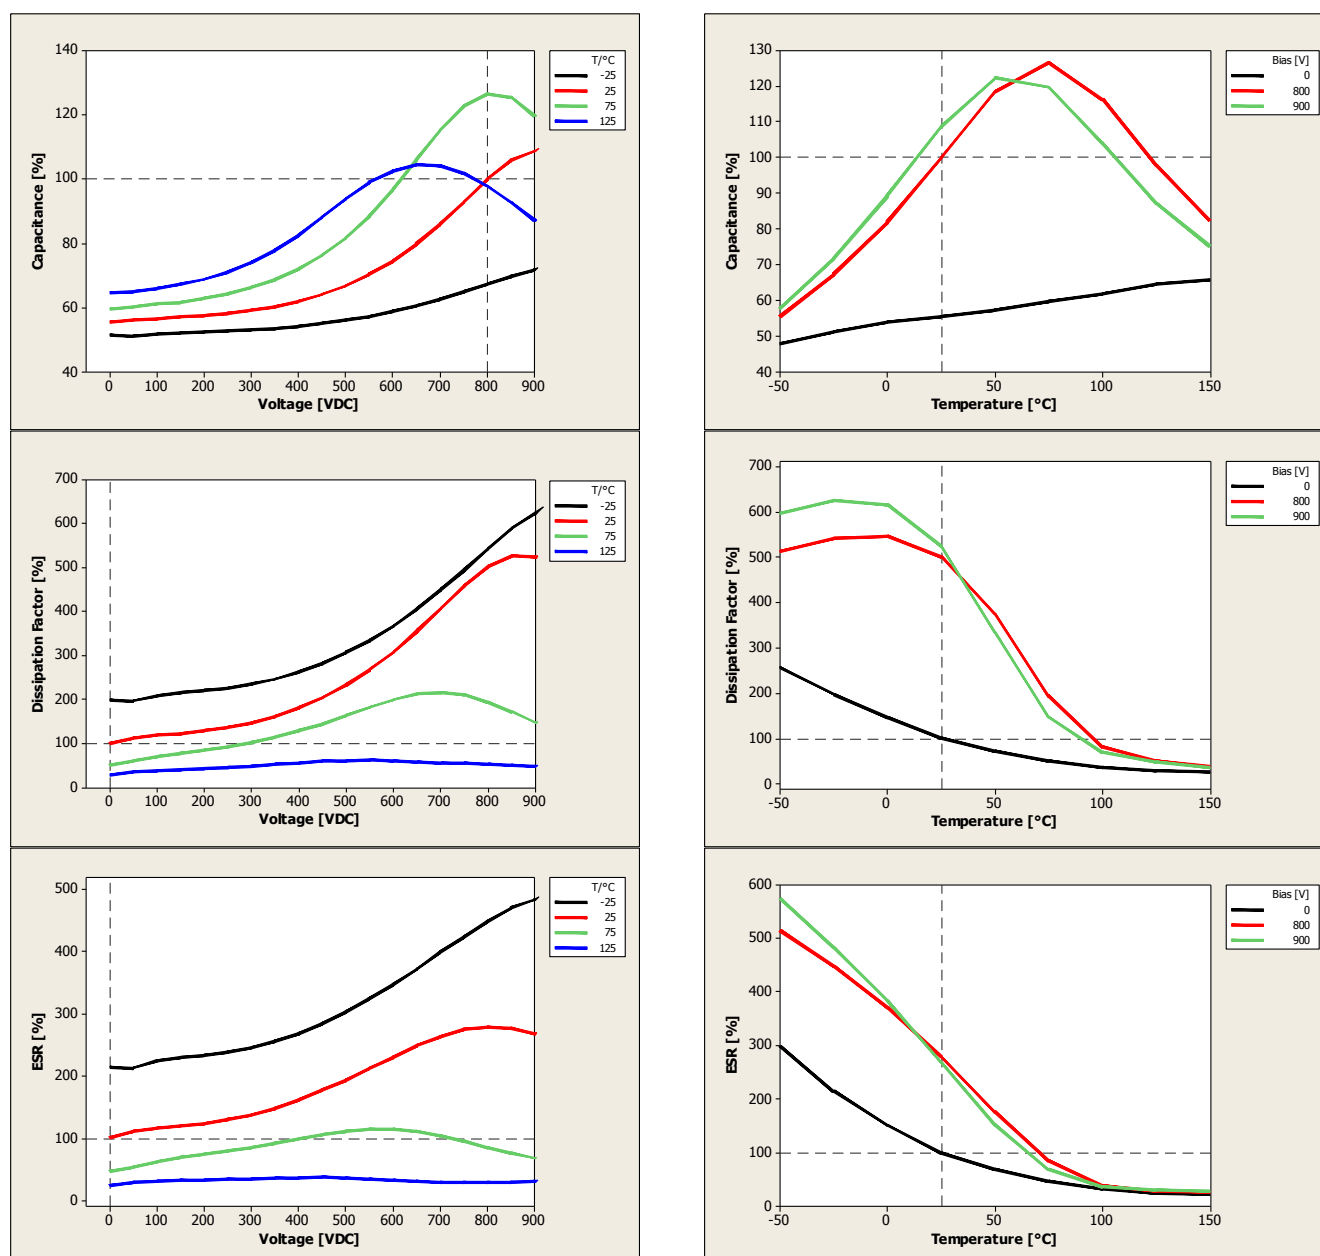 140
120
100
80
60
40
Capacitance [%]
0 100 200 300 400 500 600 700 800 900
Voltage [VDC]
T/°C
-25
25
75
125
130
120
110
100
90
80
70
60
50
40
Capacitance [%]
-50 0 50 100 150
Temperature [°C]
Bias [V]
0
800
900
700
600
500
400
300
200
100
0
Dissipation Factor [%]
0 100 200 300 400 500 600 700 800 900
Voltage [VDC]
T/°C
-25
25
75
125
700
600
500
400
300
200
100
0
Dissipation Factor [%]
-50 0 50 100 150
Temperature [°C]
Bias [V]
0
800
900
500
400
300
200
100
0
ESR [%]
0 100 200 300 400 500 600 700 800 900
Voltage [VDC]
T/°C
-25
25
75
125
600
500
400
300
200
100
0
ESR [%]
-50 0 50 100 150
Temperature [°C]
Bias [V]
0
800
900